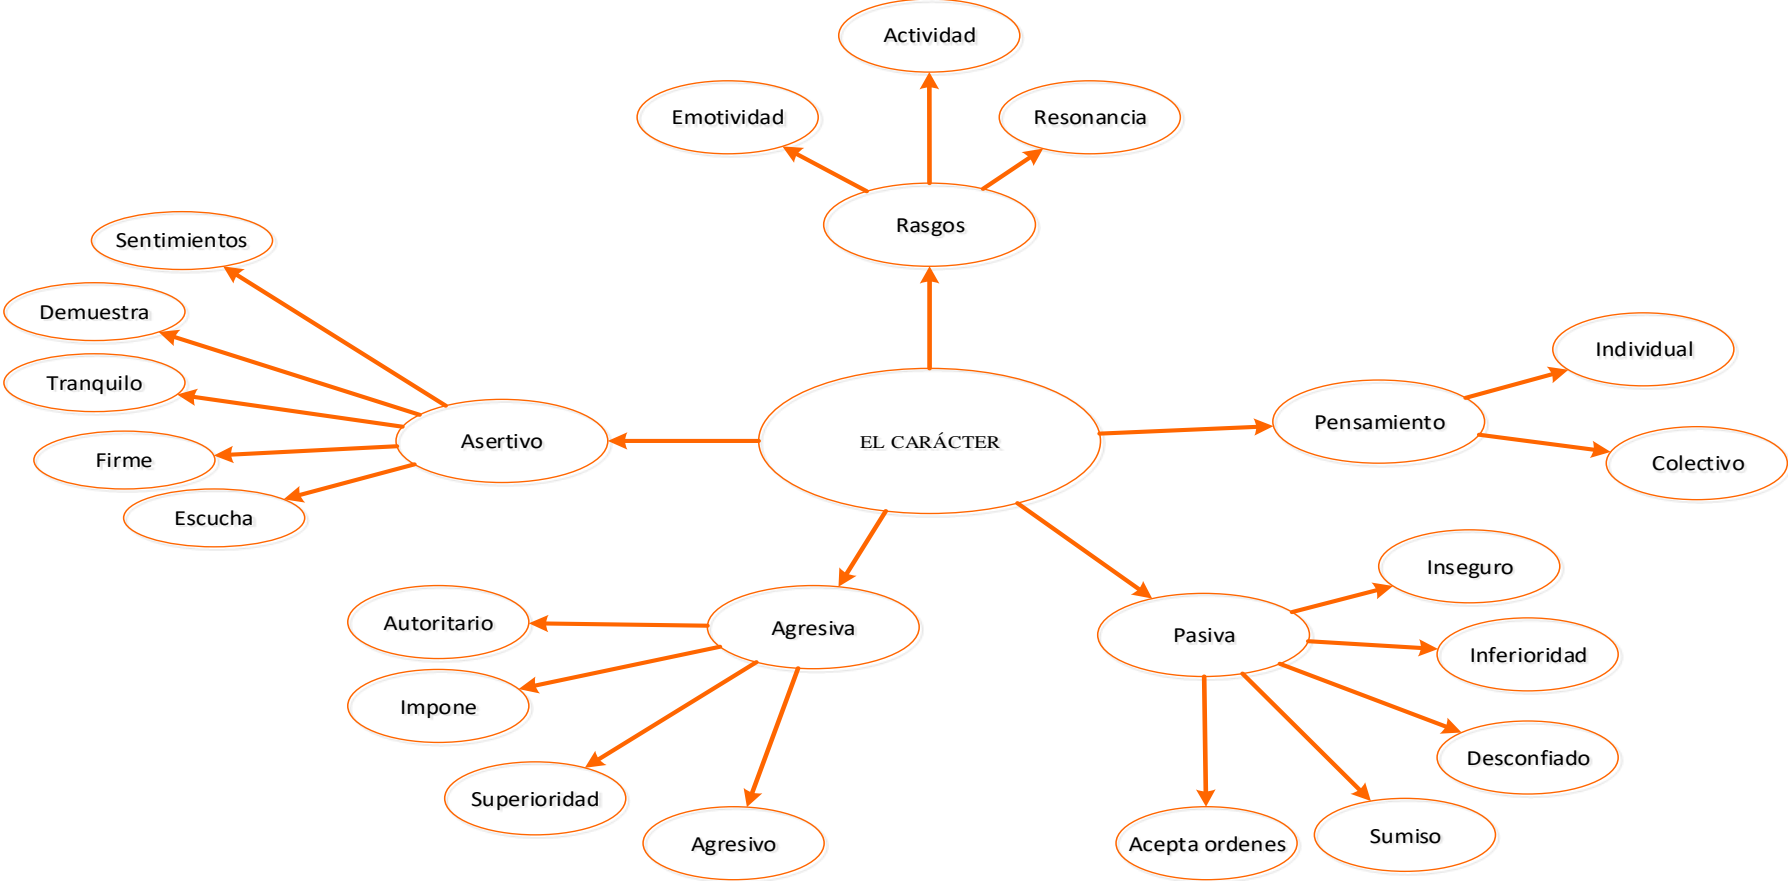 Actividad
Emotividad
Resonancia
Rasgos
Sentimientos
Demuestra
Tranquilo
Firme
Escucha
Asertivo
EL CARÁCTER
Pensamiento
Individual
Colectivo
Agresiva
Autoritario
Impone
Superioridad
Agresivo
Pasiva
Inseguro
Inferioridad
Desconfiado
Sumiso
Acepta ordenes